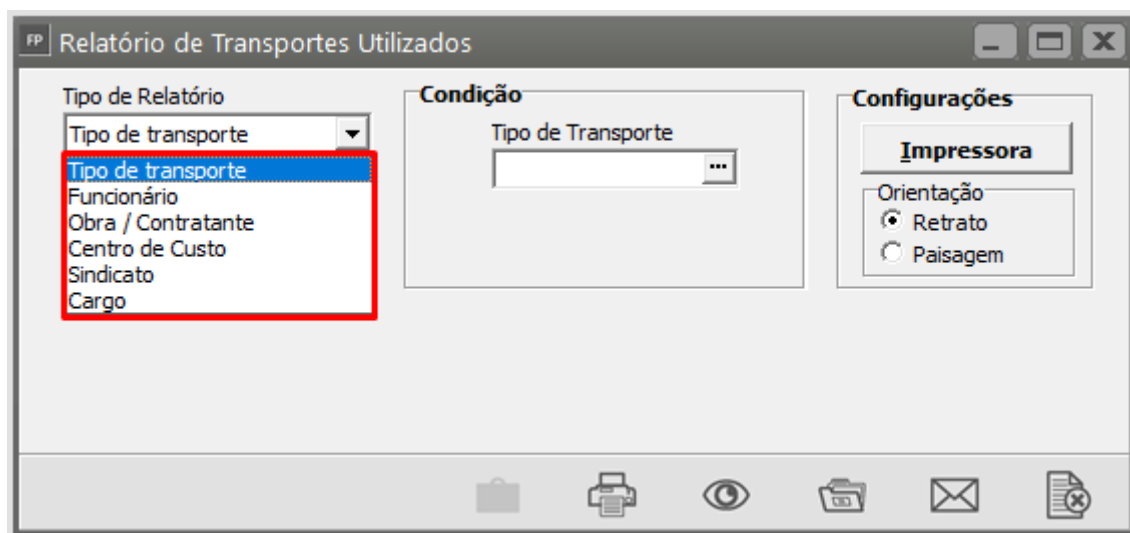 FP Relatório de Transportes Utilizados
Tipo de Relatório
Tipo de transporte
Tipo de transporte
Funcionário
Obra / Contratante
Centro de Custo
Sindicato
Cargo
Condição
Tipo de Transporte
...
Configurações
Impressora
Orientação
Retrato
Paisagem